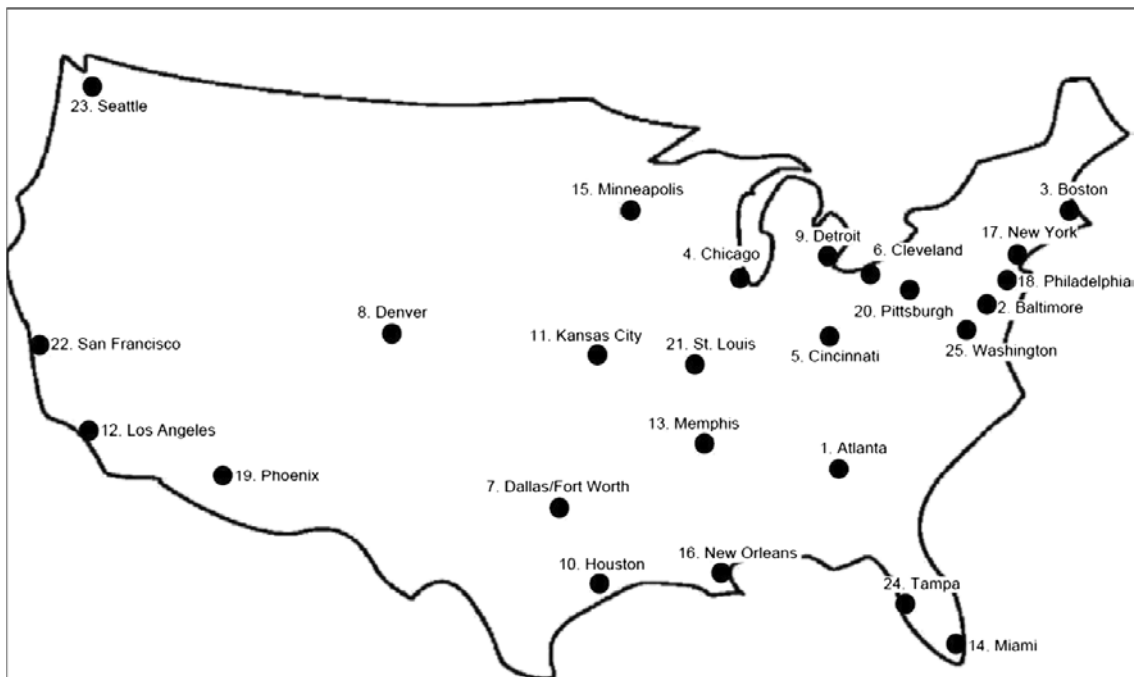 23. Seattle
15. Minneapolis
3. Boston
17. New York
9. Detroit
6. Cleveland
4. Chicago
18. Philadelphia
8. Denver
20. Pittsburgh
2. Baltimore
11. Kansas City
22. San Francisco
21. St. Louis
5. Cincinnati
25. Washington
12. Los Angeles
13. Memphis
1. Atlanta
19. Phoenix
7. Dallas/Fort Worth
16. New Orleans
10. Houston
24. Tampa
14. Miami